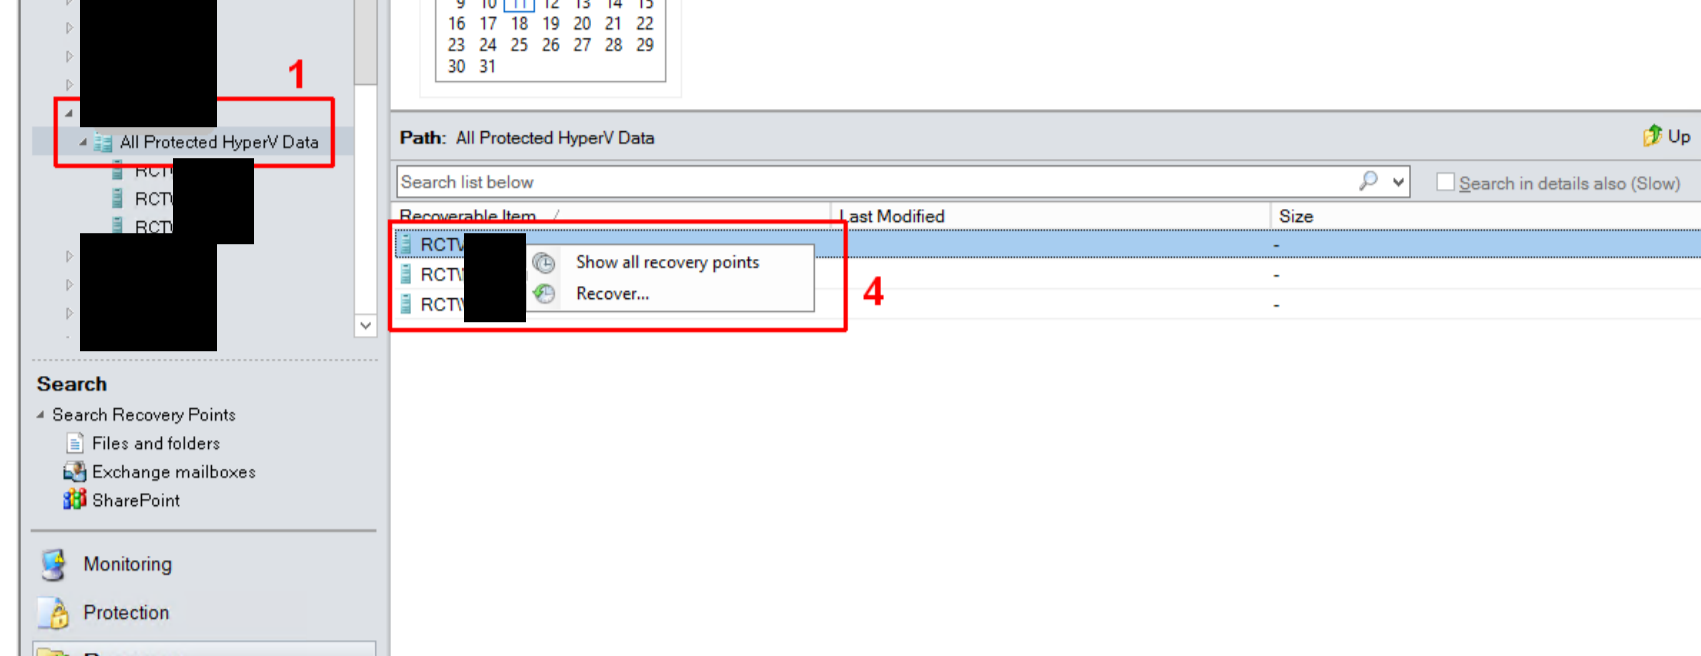 9 10 11 12 13 14 15
16 17 18 19 20 21 22
23 24 25 26 27 28 29
30 31
1
All Protected HyperV Data
Path: All Protected HyperV Data
Up
Search list below
Search in details also (Slow)
Recoverable Item
Last Modified
Size
-
Show all recovery points
-
Recover...
-
4
Search
Search Recovery Points
Files and folders
Exchange mailboxes
SharePoint
Monitoring
Protection